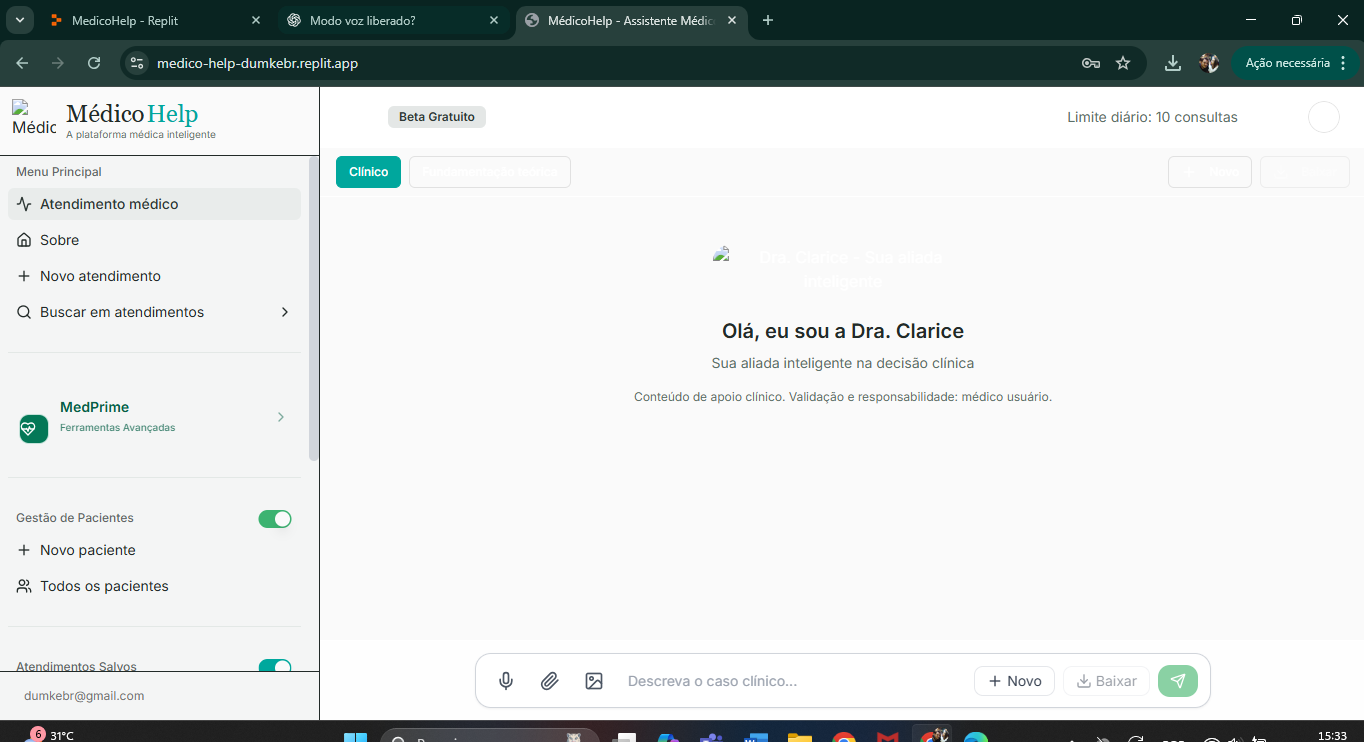 MedicoHelp - Replit
Modo voz liberado?
MédicoHelp - Assistente Médic
medico-help-dumkebr.replit.app
Ação necessária
Médic
MédicoHelp
A plataforma médica inteligente
Beta Gratuito
Limite diário: 10 consultas
Menu Principal
Clínico
Fundamentação teórica
Novo
Atendimento médico
Sobre
Novo atendimento
Buscar em atendimentos
Dra. Clarice - Sua aliada
inteligente
Olá, eu sou a Dra. Clarice
Sua aliada inteligente na decisão clínica
Conteúdo de apoio clínico. Validação e responsabilidade: médico usuário.
MedPrime
Ferramentas Avançadas
Gestão de Pacientes
Novo paciente
Todos os pacientes
Atendimentos Salvos
dumkebr@gmail.com
Descreva o caso clínico...
Novo
Baixar
6
31°C
15:33